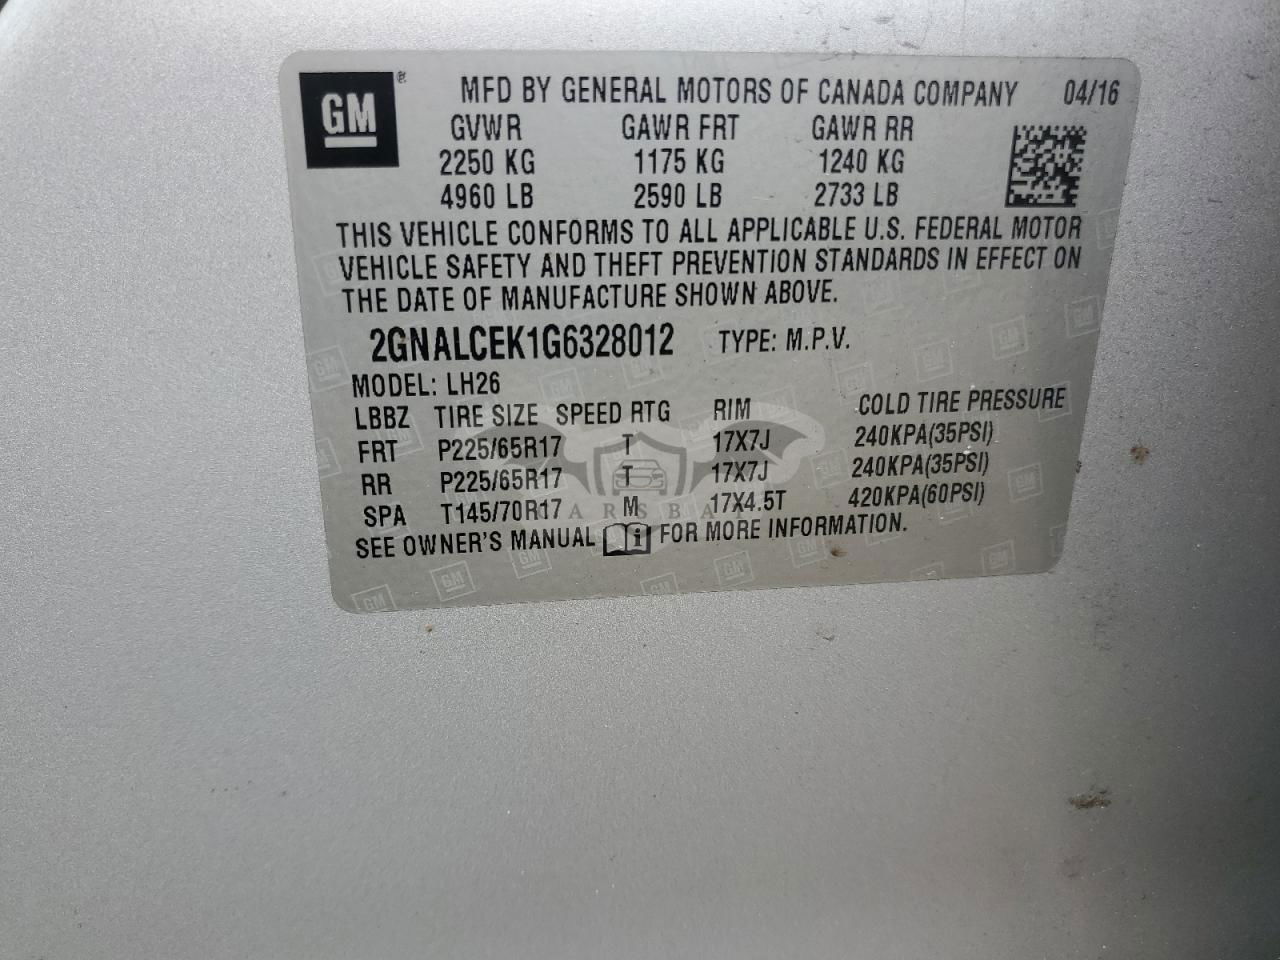 GM
MFD BY GENERAL MOTORS OF CANADA COMPANY 04/16
GVWR GAWR FRT GAWR RR
2250 KG 1175 KG 1240 KG
4960 LB 2590 LB 2733 LB
THIS VEHICLE CONFORMS TO ALL APPLICABLE U.S. FEDERAL MOTOR
VEHICLE SAFETY AND THEFT PREVENTION STANDARDS IN EFFECT ON
THE DATE OF MANUFACTURE SHOWN ABOVE.
2GNALCEK1G6328012 TYPE: M.P.V.
MODEL: LH26
LBBZ TIRE SIZE SPEED RTG RIM COLD TIRE PRESSURE
FRT P225/65R17 T 17X7J 240KPA(35PSI)
RR P225/65R17 T 17X7J 240KPA(35PSI)
SPA T145/70R17 M 17X4.5T 420KPA(60PSI)
SEE OWNER'S MANUAL i FOR MORE INFORMATION.